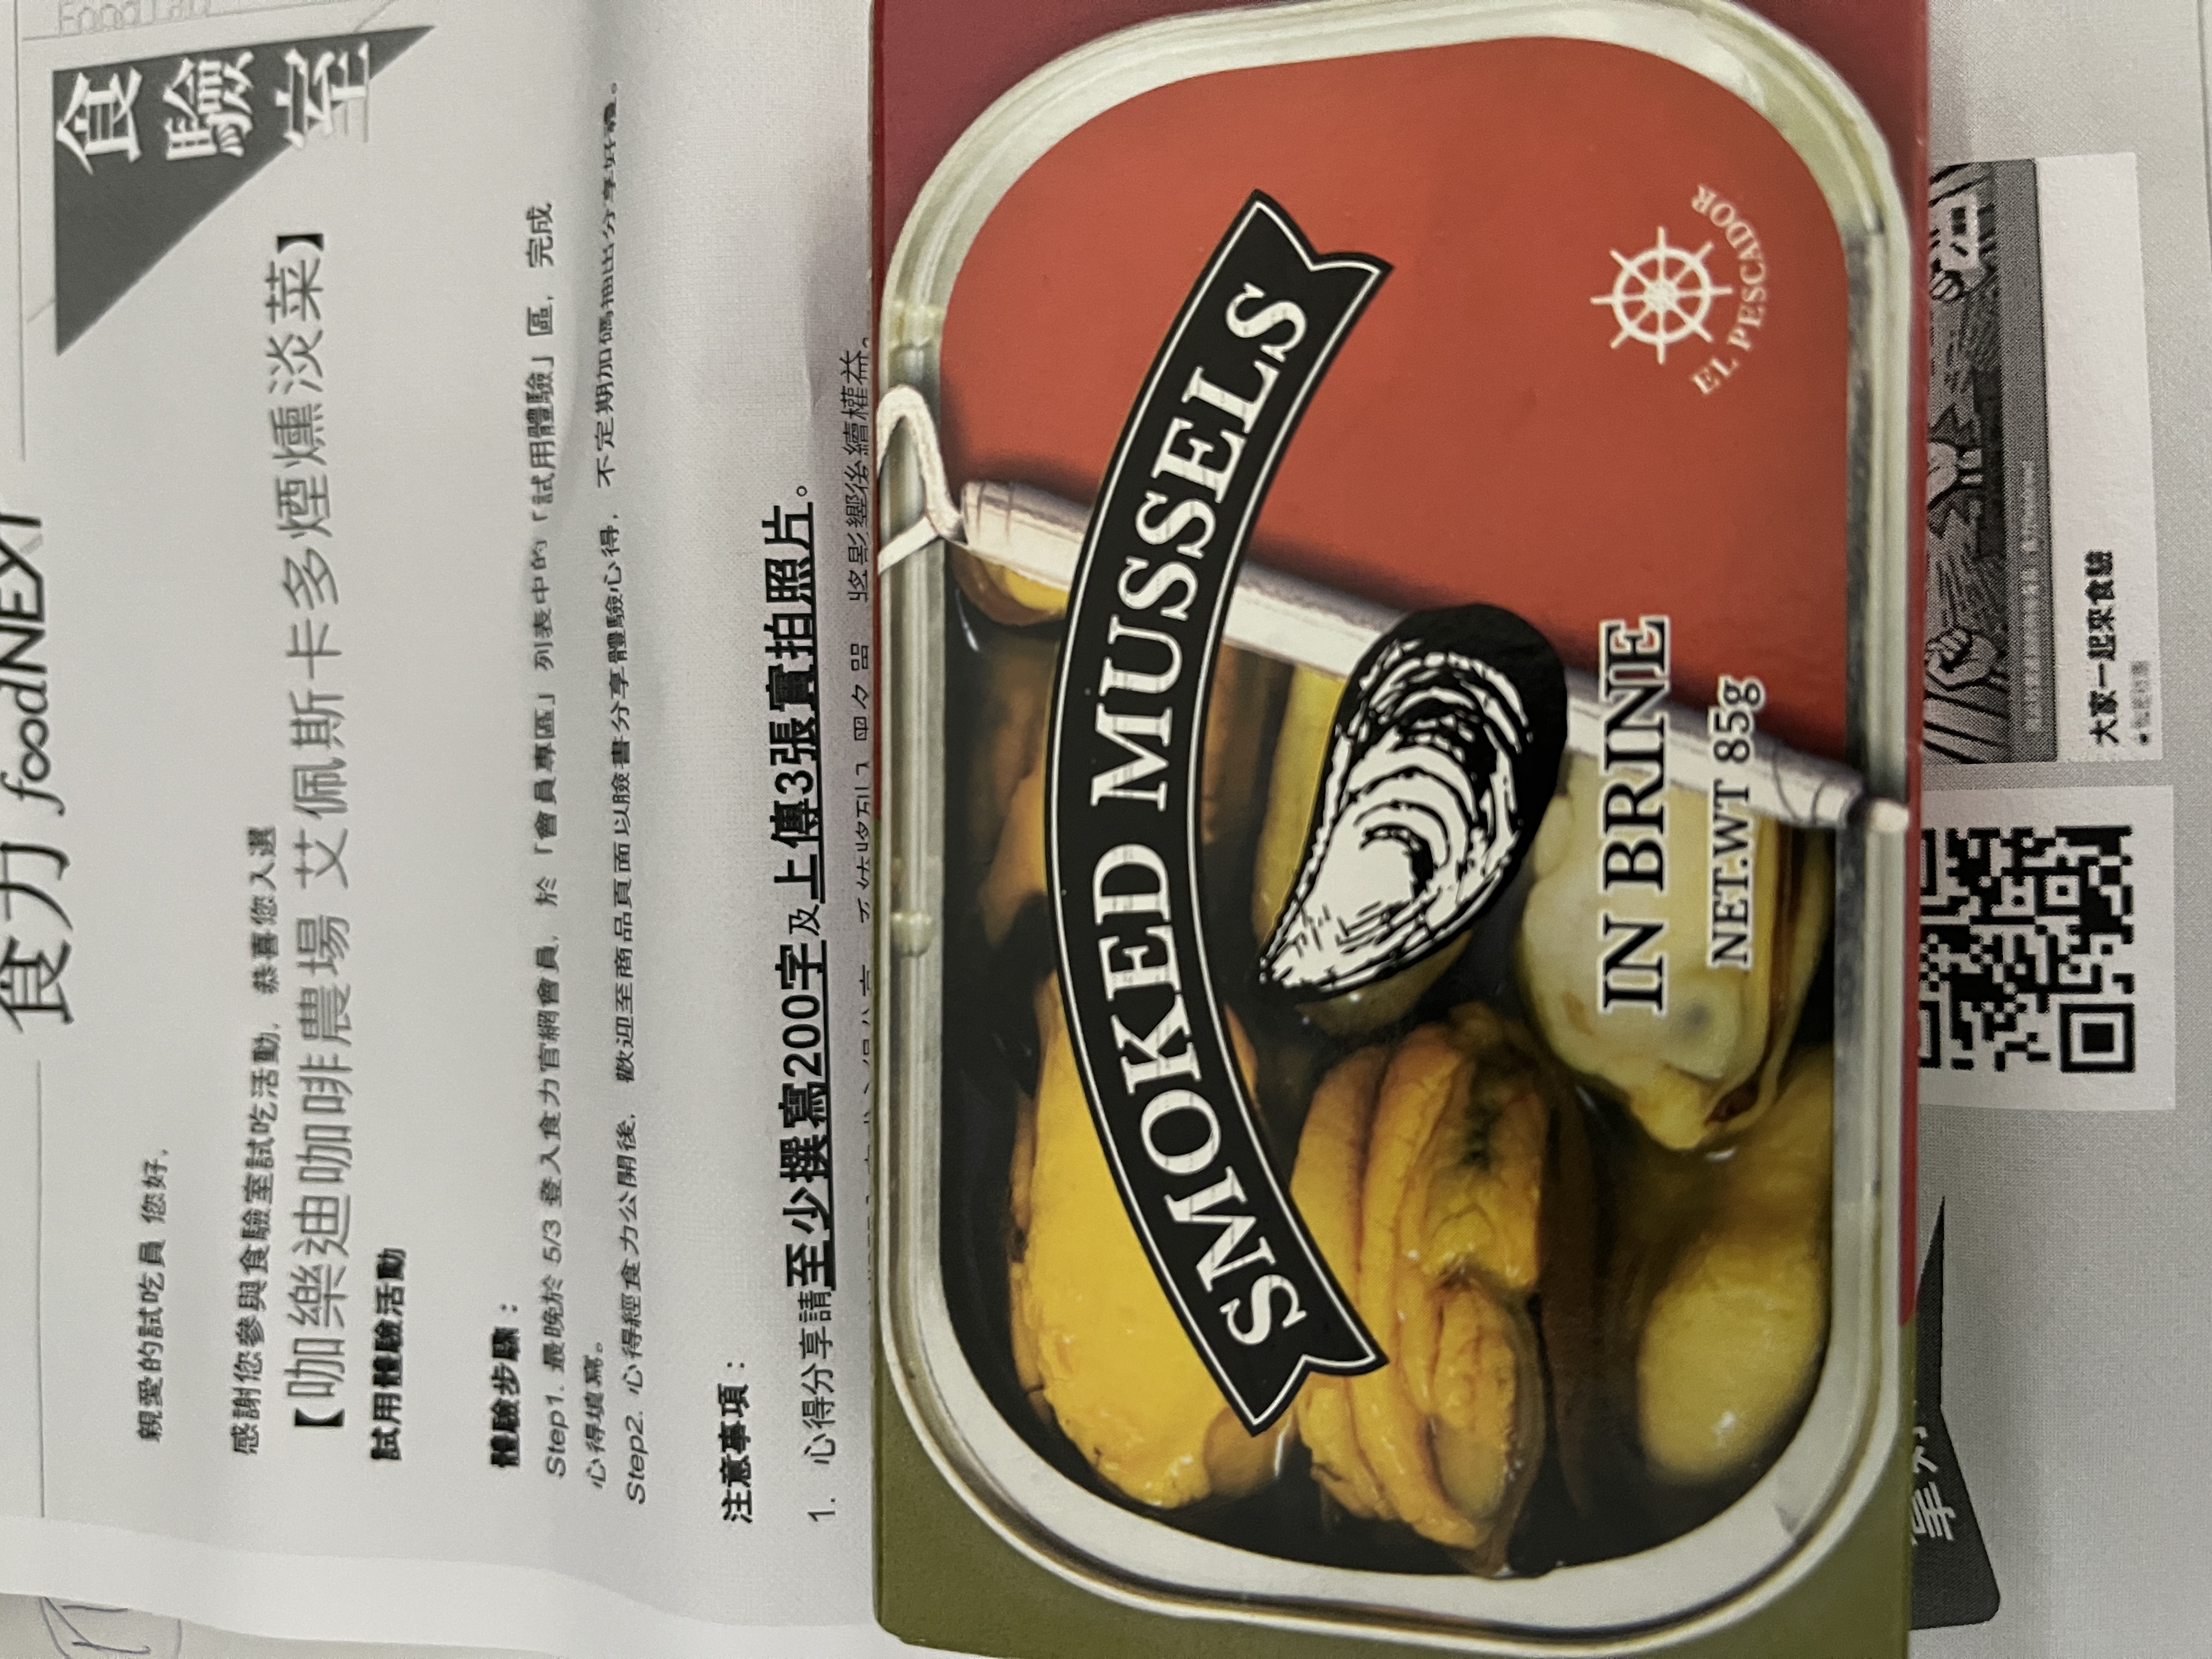 食力 foodNEXT
食
驗
室
親愛的試吃員 您好，
感謝您參與食驗室試吃活動，恭喜您入選
【咖樂迪咖啡農場 艾佩斯卡多煙燻淡菜】
試用體驗活動
體驗步驟：
Step1. 最晚於 5/3 登入食力官網會員，於「會員專區」列表中的「試用體驗」區，完成
心得填寫。
Step2. 心得經食力公開後，歡迎至商品頁面以臉書分享體驗心得，不定期加碼抽出分享好禮。
注意事項：
1. 心得分享請至少撰寫200字及上傳3張實拍照片。
將影響後續權益。
SMOKED MUSSELS
IN BRINE
NET.WT 85g
EL PESCADOR
大家一起來食驗